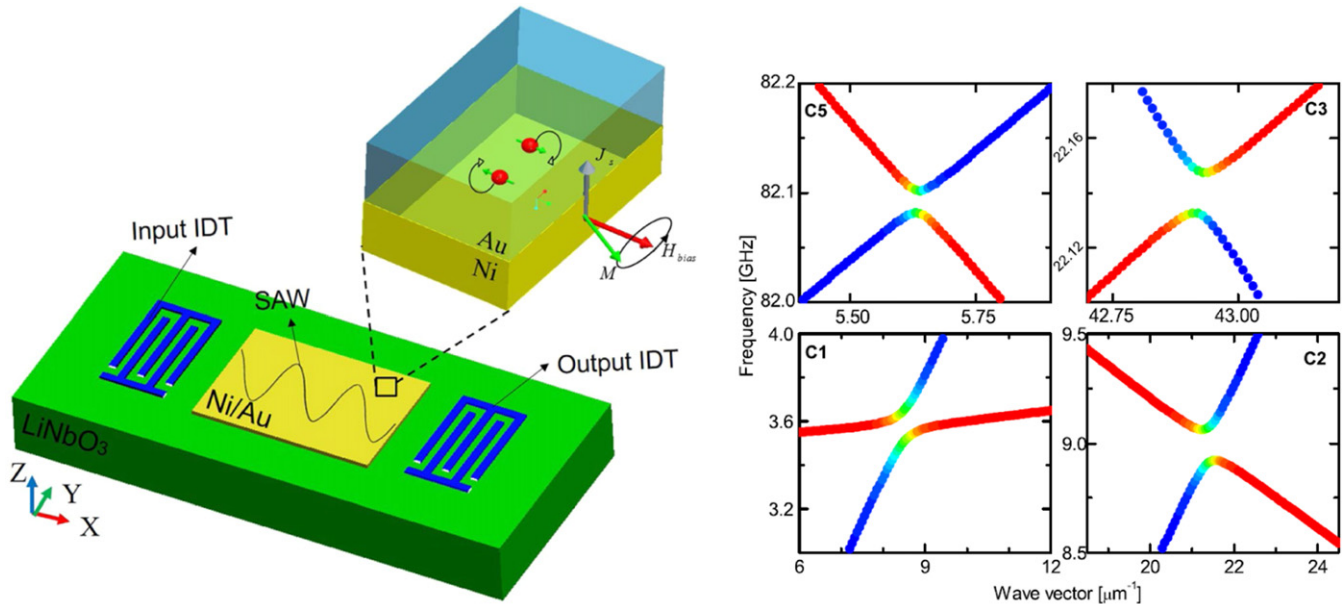 Au
Ni
J s
M
H bias
Input IDT
SAW
Output IDT
Ni/Au
LiNbO3
Z
Y
X
Frequency [GHz]
82.2
82.1
82.0
C5
5.50 5.75
C3
22.16
22.12
42.75 43.00
4.0
3.6
3.2
C1
6 9 12
C2
9.5
9.0
8.5
20 22 24
Wave vector [μm-1]